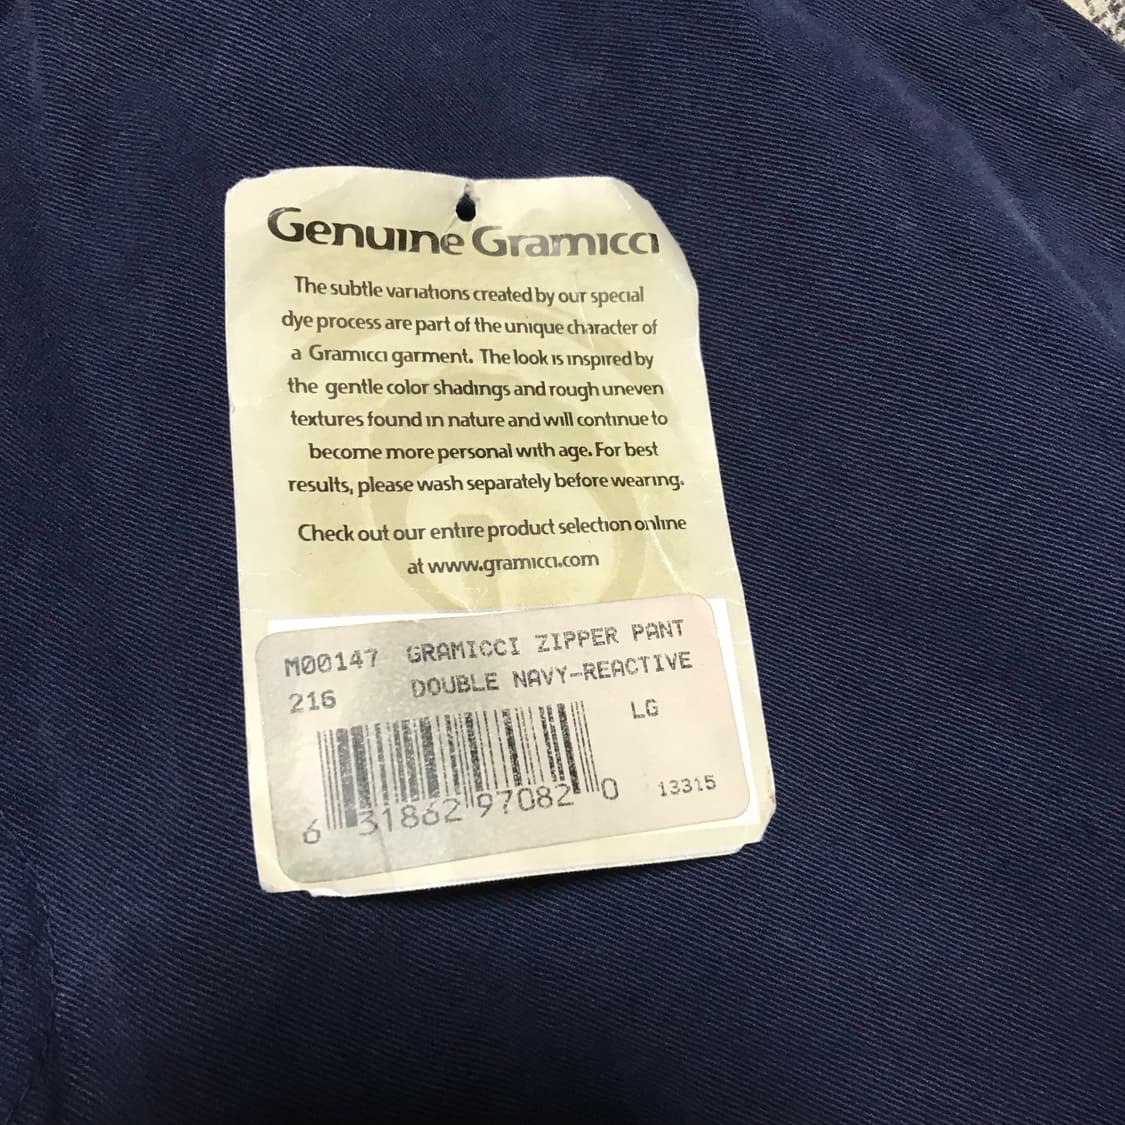 Genuine Gramicci
The subtle variations created by our special
dye process are part of the unique character of
a Gramicci garment. The look is inspired by
the gentle color shadings and rough uneven
textures found in nature and will continue to
become more personal with age. For best
results, please wash separately before wearing.
Check out our entire product selection online
at www.gramicci.com
M00147 GRAMICCI ZIPPER PANT
216 DOUBLE NAVY-REACTIVE
LG
6 31862 97082 0 13315